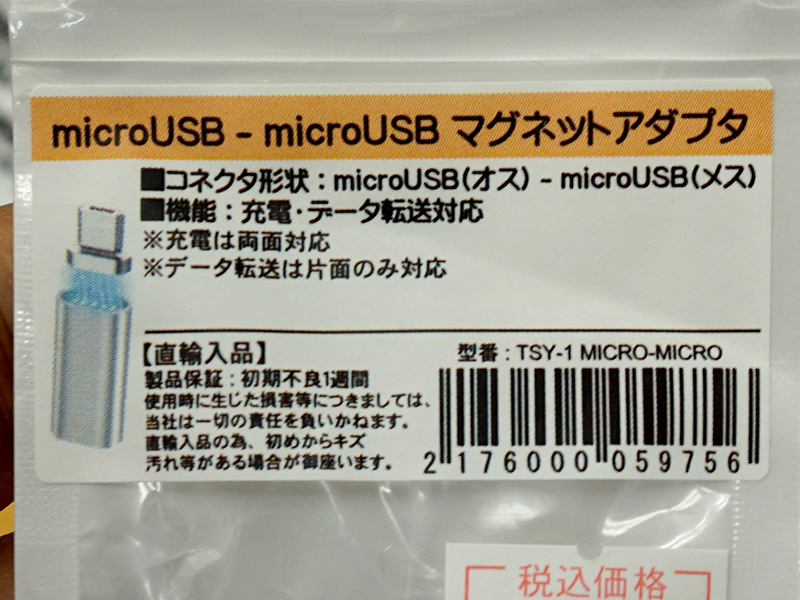 microUSB - microUSB マグネットアダプタ
■コネクタ形状：microUSB(オス) - microUSB(メス)
■機能：充電・データ転送対応
※充電は両面対応
※データ転送は片面のみ対応
【直輸入品】
製品保証：初期不良1週間
使用時に生じた損害等につきましては、
当社は一切の責任を負いかねます。
直輸入品の為、初めからキズ
汚れ等がある場合が御座います。
型番：TSY-1 MICRO-MICRO
2 176000 059756
税込価格